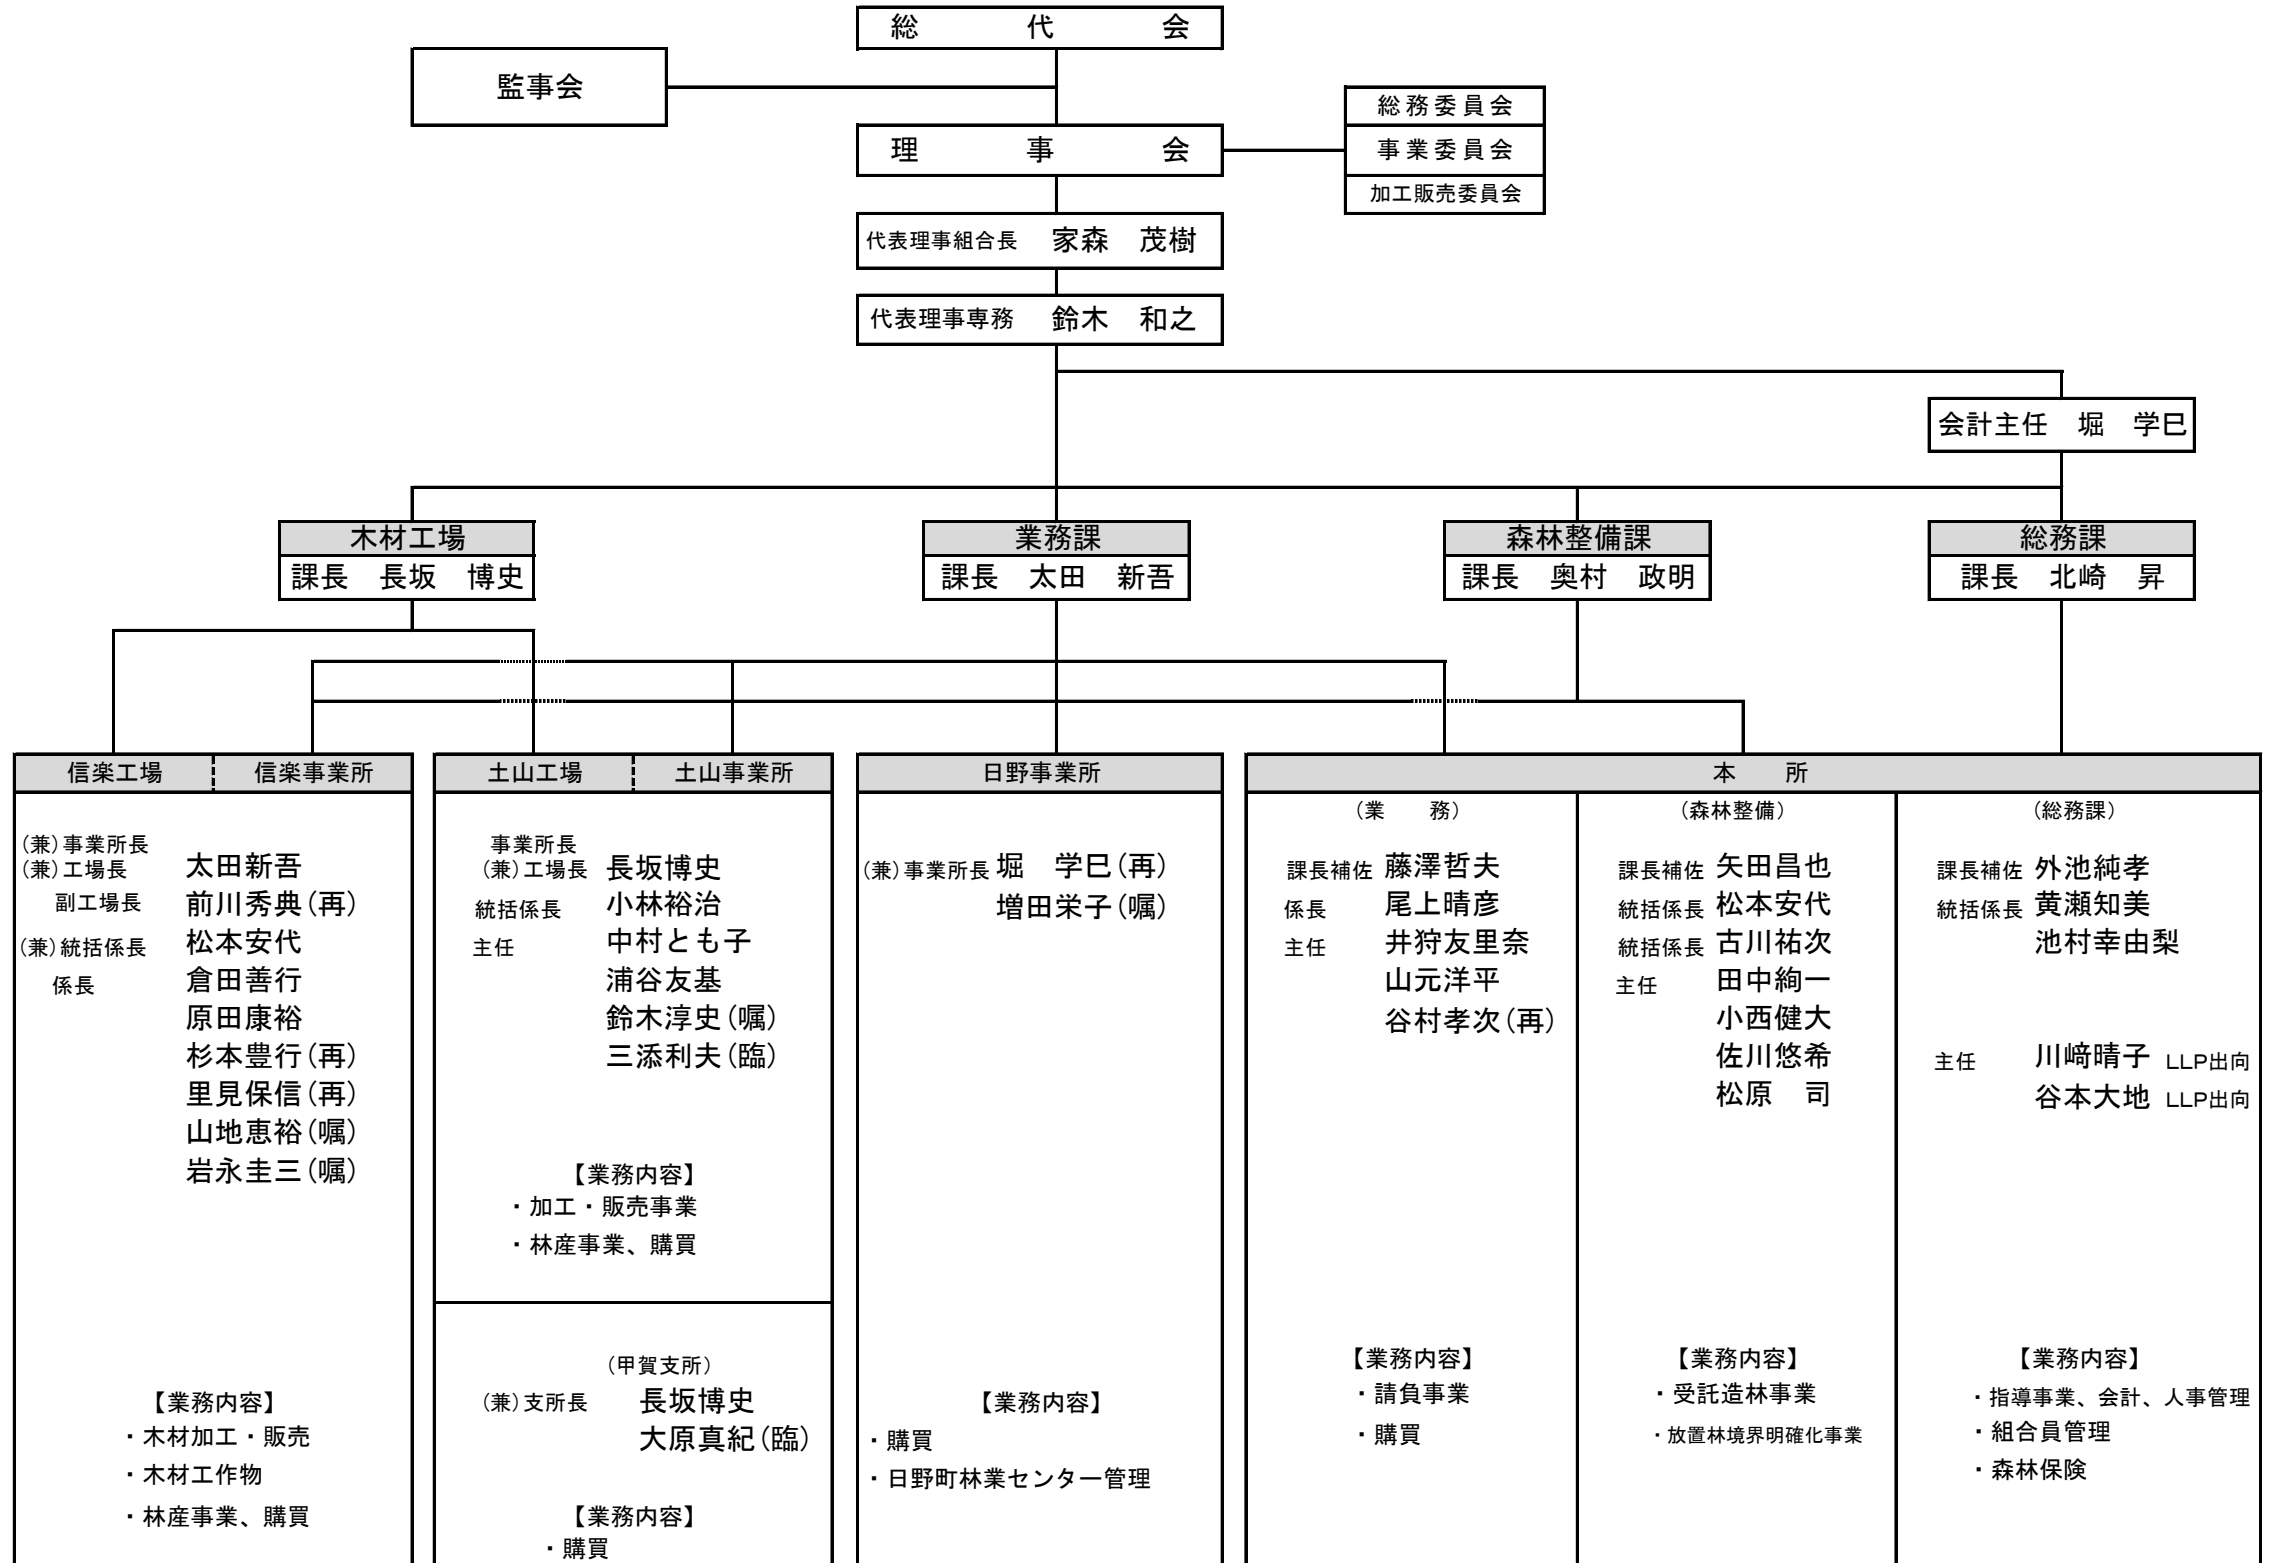 総　代　会
監事会
総務委員会
理　事　会
事業委員会
加工販売委員会
代表理事組合長　家森　茂樹
代表理事専務　鈴木　和之
会計主任　堀　学巳
木材工場
課長　長坂　博史
業務課
課長　太田　新吾
森林整備課
課長　奥村　政明
総務課
課長　北崎　昇
信楽工場　信楽事業所
(兼)事業所長
(兼)工場長　太田新吾
副工場長　前川秀典(再)
(兼)統括係長　松本安代
係長　倉田善行
原田康裕
杉本豊行(再)
里見保信(再)
山地恵裕(嘱)
岩永圭三(嘱)
【業務内容】
・木材加工・販売
・木材工作物
・林産事業、購買
土山工場　土山事業所
事業所長
(兼)工場長　長坂博史
統括係長　小林裕治
主任　中村とも子
浦谷友基
鈴木淳史(嘱)
三添利夫(臨)
【業務内容】
・加工・販売事業
・林産事業、購買
(甲賀支所)
(兼)支所長　長坂博史
大原真紀(臨)
【業務内容】
・購買
日野事業所
(兼)事業所長　堀　学巳(再)
増田栄子(嘱)
【業務内容】
・購買
・日野町林業センター管理
本　所
(業　務)
課長補佐　藤澤哲夫
係長　尾上晴彦
主任　井狩友里奈
山元洋平
谷村孝次(再)
【業務内容】
・請負事業
・購買
(森林整備)
課長補佐　矢田昌也
統括係長　松本安代
統括係長　古川祐次
主任　田中絢一
小西健大
佐川悠希
松原　司
【業務内容】
・受託造林事業
・放置林境界明確化事業
(総務課)
課長補佐　外池純孝
統括係長　黄瀬知美
池村幸由梨
主任　川﨑晴子　LLP出向
谷本大地　LLP出向
【業務内容】
・指導事業、会計、人事管理
・組合員管理
・森林保険